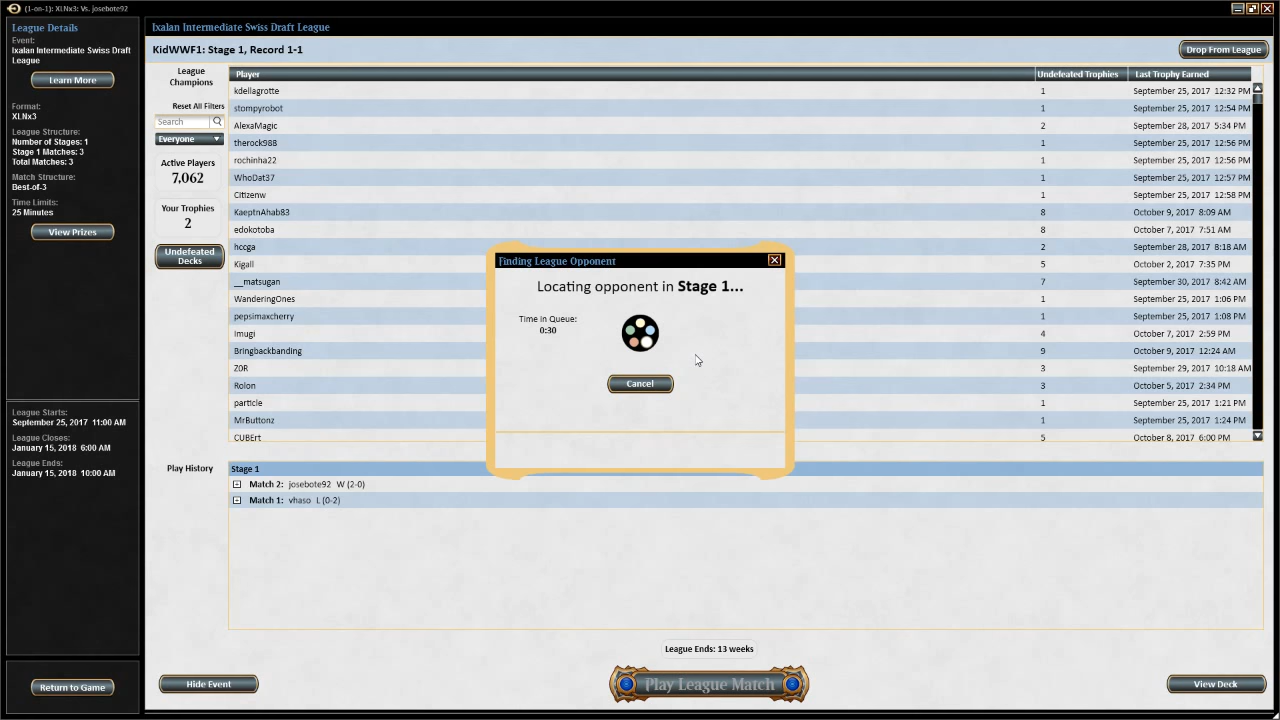 (1-on-1): XLNx3: Vs. josebote92
League Details
Event:
Ixalan Intermediate Swiss Draft
League
Learn More
Format:
XLNx3
League Structure:
Number of Stages: 1
Stage 1 Matches: 3
Total Matches: 3
Match Structure:
Best-of-3
Time Limits:
25 Minutes
View Prizes
League Starts:
September 25, 2017 11:00 AM
League Closes:
January 15, 2018 6:00 AM
League Ends:
January 15, 2018 10:00 AM
Return to Game
Ixalan Intermediate Swiss Draft League
KidWWF1: Stage 1, Record 1-1
Drop From League
League
Champions
Reset All Filters
Search
Everyone
Active Players
7,062
Your Trophies
2
Undefeated
Decks
Player Undefeated Trophies Last Trophy Earned
kdellagrotte 1 September 25, 2017 12:32 PM
stompyrobot 1 September 25, 2017 12:54 PM
AlexaMagic 2 September 28, 2017 5:34 PM
therock988 1 September 25, 2017 12:56 PM
rochinha22 1 September 25, 2017 12:56 PM
WhoDat37 1 September 25, 2017 12:57 PM
Citizenw 1 September 25, 2017 12:58 PM
KaeptnAhab83 8 October 9, 2017 8:09 AM
edokotoba 8 October 7, 2017 7:51 AM
hccga 2 September 28, 2017 8:18 AM
Kigall 5 October 2, 2017 7:35 PM
__matsugan 7 September 30, 2017 8:42 AM
WanderingOnes 1 September 25, 2017 1:06 PM
pepsimaxcherry 1 September 25, 2017 1:08 PM
Imugi 4 October 7, 2017 2:59 PM
Bringbackbanding 9 October 9, 2017 12:24 AM
Z0R 3 September 29, 2017 10:18 AM
Rolon 3 October 5, 2017 2:34 PM
particle 1 September 25, 2017 1:21 PM
MrButtonz 1 September 25, 2017 1:24 PM
CUBErt 5 October 8, 2017 6:00 PM
Finding League Opponent
Locating opponent in Stage 1...
Time in Queue:
0:30
Cancel
Play History
Stage 1
Match 2: josebote92 W (2-0)
Match 1: vhaso L (0-2)
League Ends: 13 weeks
Hide Event
Play League Match
View Deck